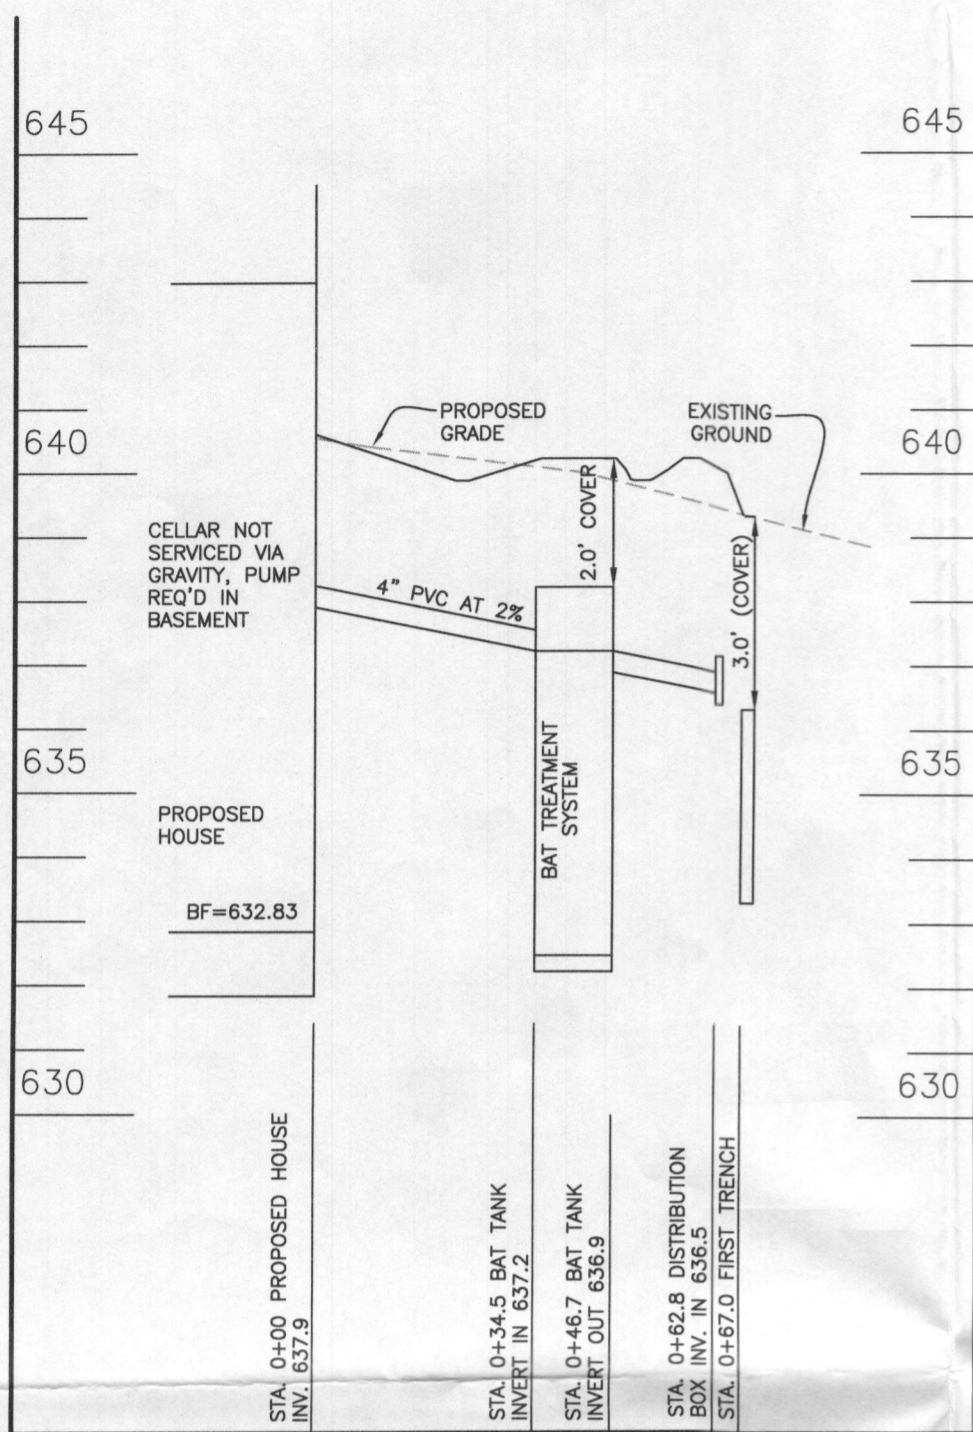 645
645
PROPOSED
GRADE
EXISTING
GROUND
640
640
2.0' COVER
CELLAR NOT
SERVICED VIA
GRAVITY, PUMP
REQ'D IN
BASEMENT
4" PVC AT 2%
3.0' (COVER)
635
635
BAT TREATMENT
SYSTEM
PROPOSED
HOUSE
BF=632.83
630
630
STA. 0+00 PROPOSED HOUSE
INV. 637.9
STA. 0+34.5 BAT TANK
INVERT IN 637.2
STA. 0+46.7 BAT TANK
INVERT OUT 636.9
STA. 0+62.8 DISTRIBUTION
BOX INV. IN 636.5
STA. 0+67.0 FIRST TRENCH